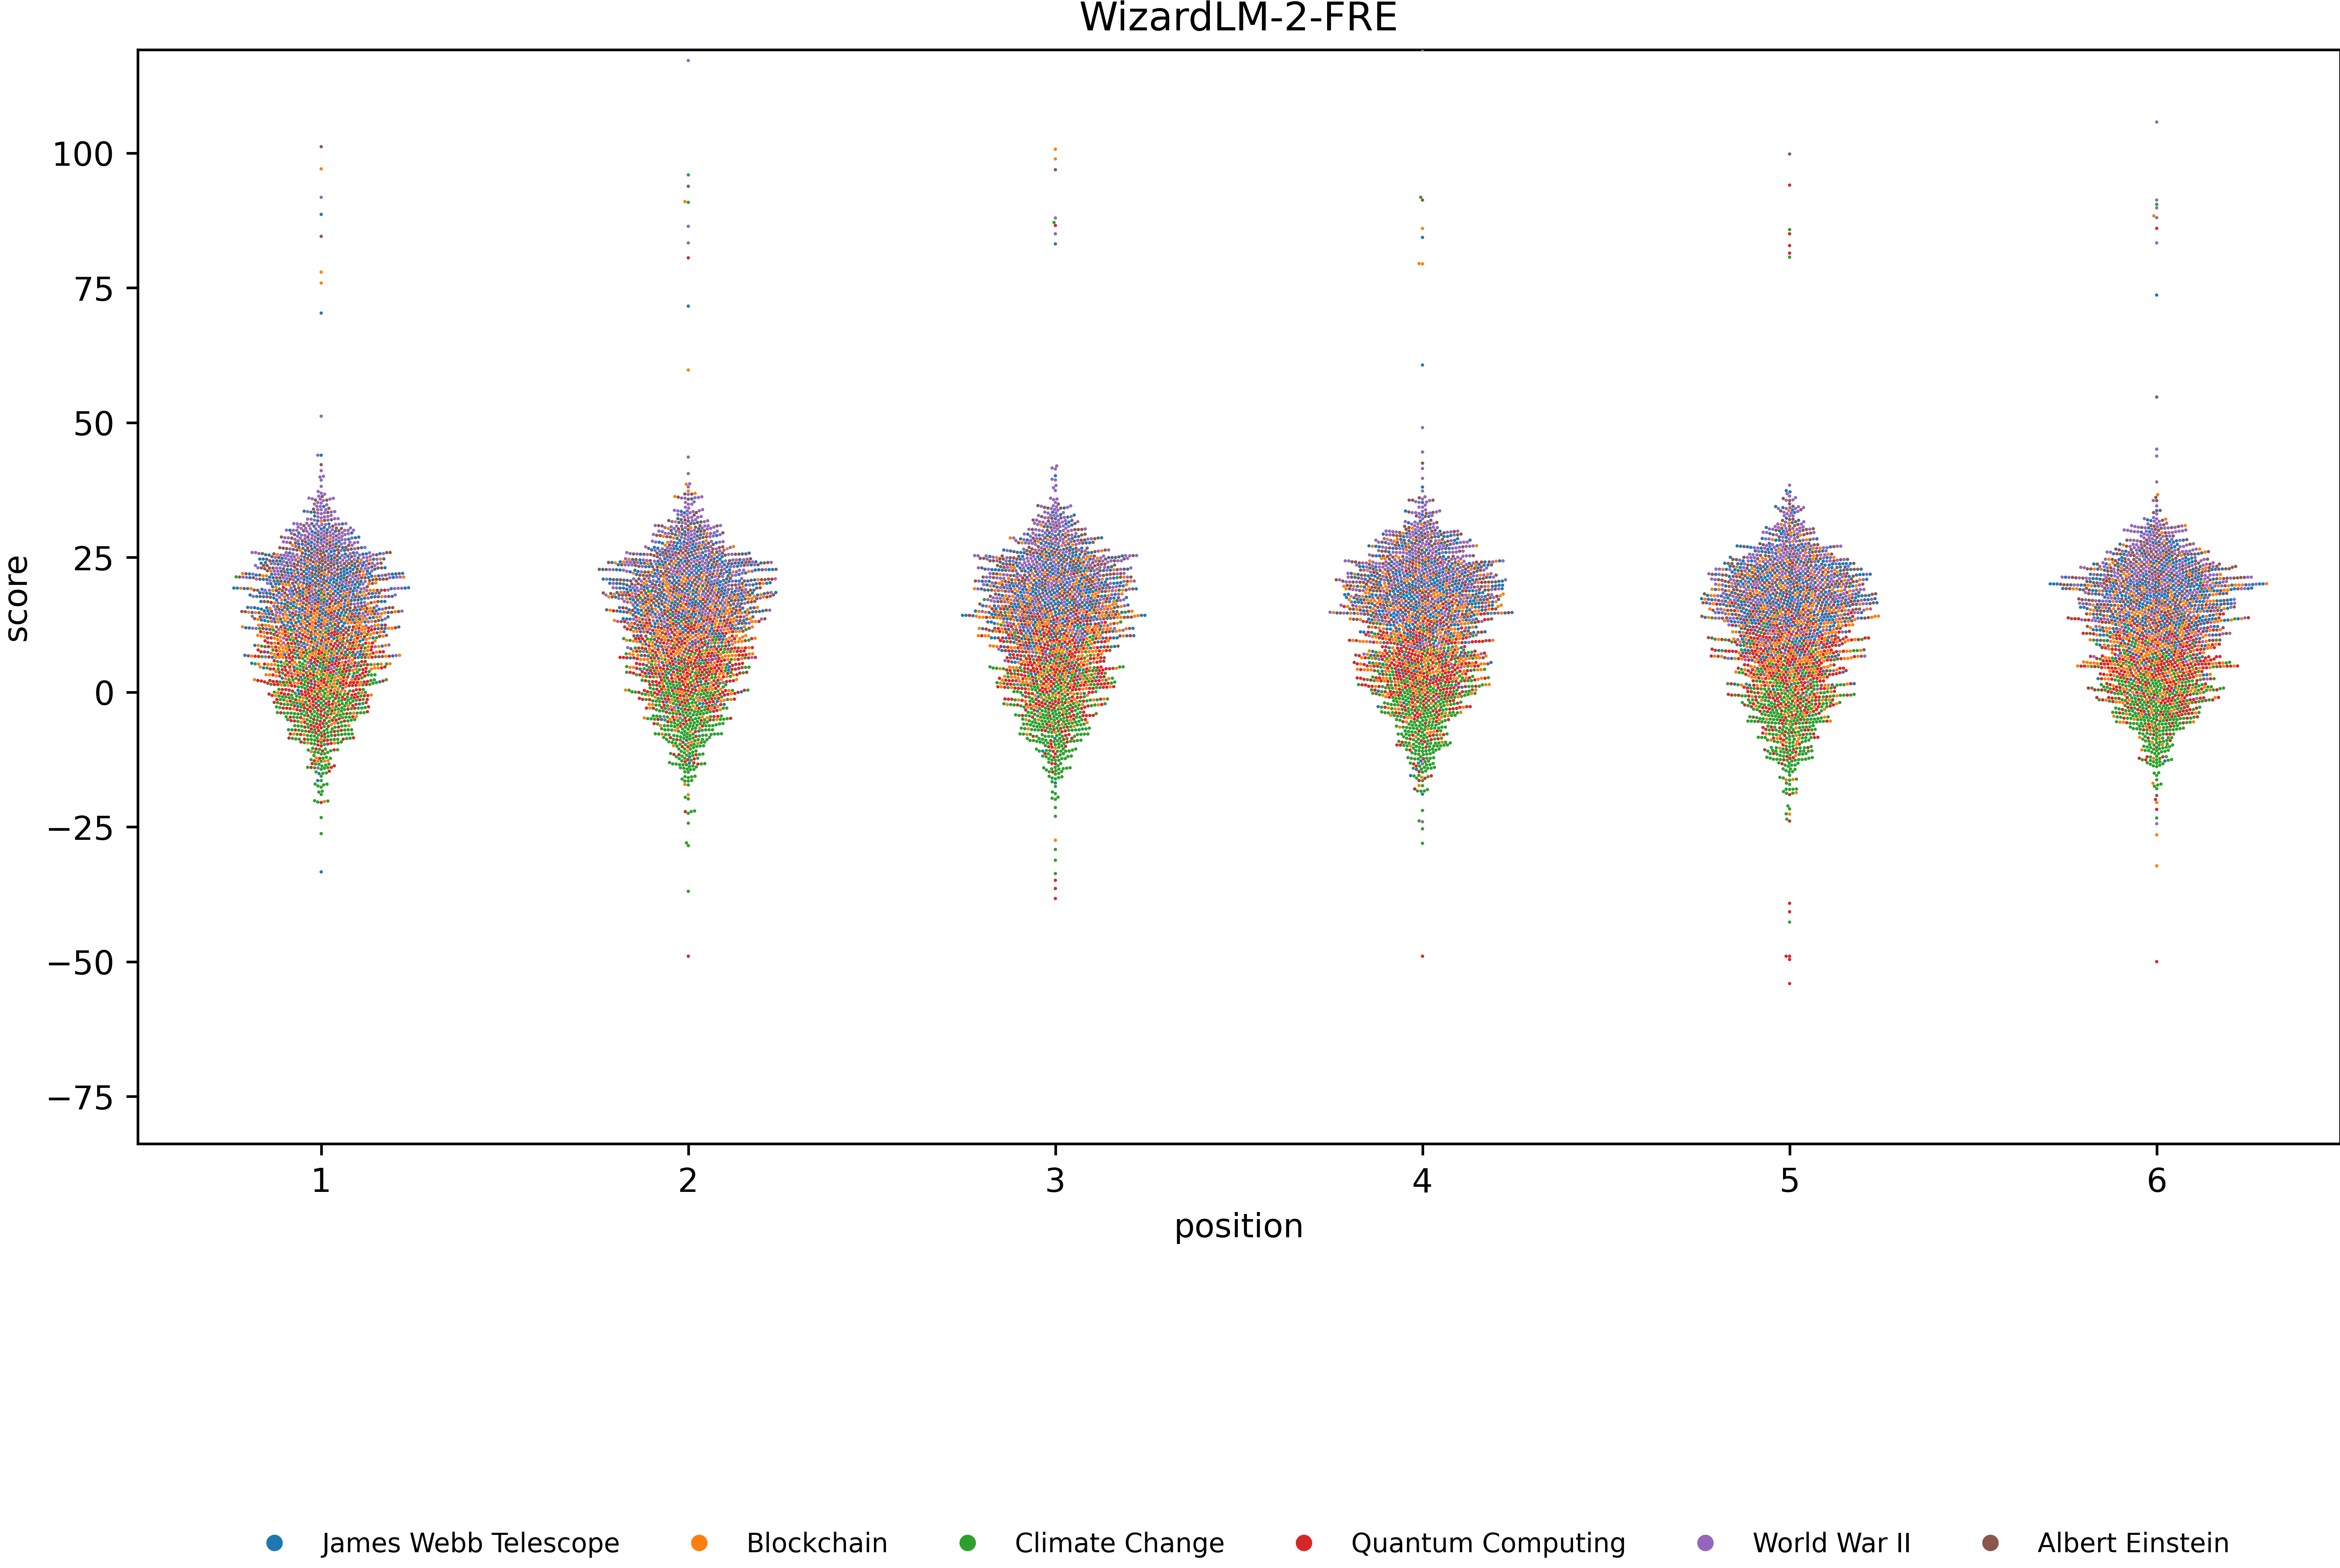 WizardLM-2-FRE
100
75
50
25
0
−25
−50
−75
score
1 2 3 4 5 6
position
James Webb Telescope Blockchain Climate Change Quantum Computing World War II Albert Einstein